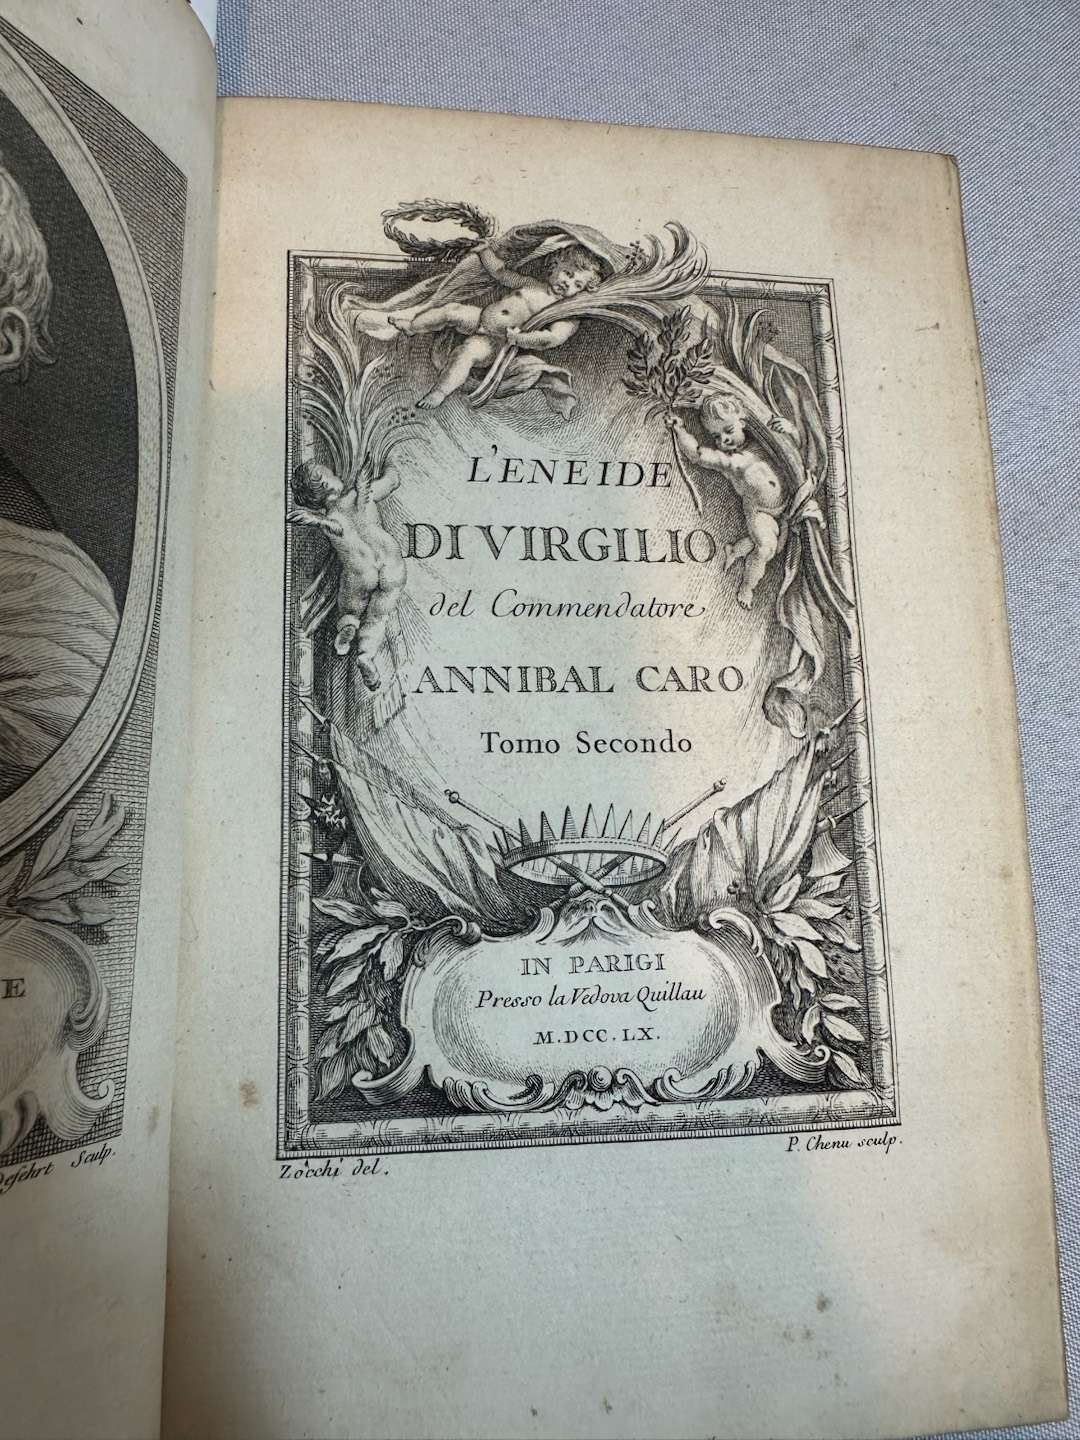 L'ENEIDE
DI VIRGILIO
del Commendatore
ANNIBAL CARO
Tomo Secondo
IN PARIGI
Presso la Vedova Quillau
M.DCC.LX.
Zocchi del.
P. Chenu sculp.
E
Sculp.